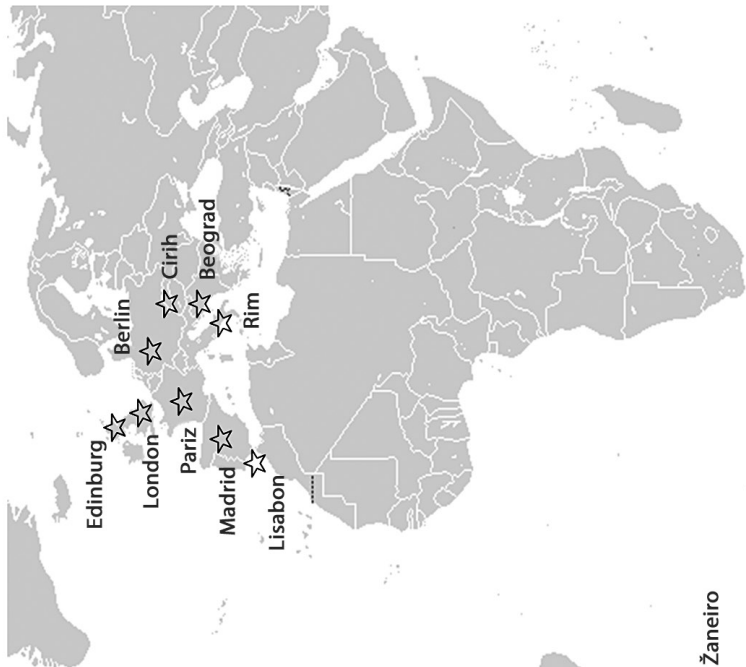 Edinburg
London
Berlin
Pariz
Cirih
Beograd
Madrid
Rim
Lisabon
Žaneiro